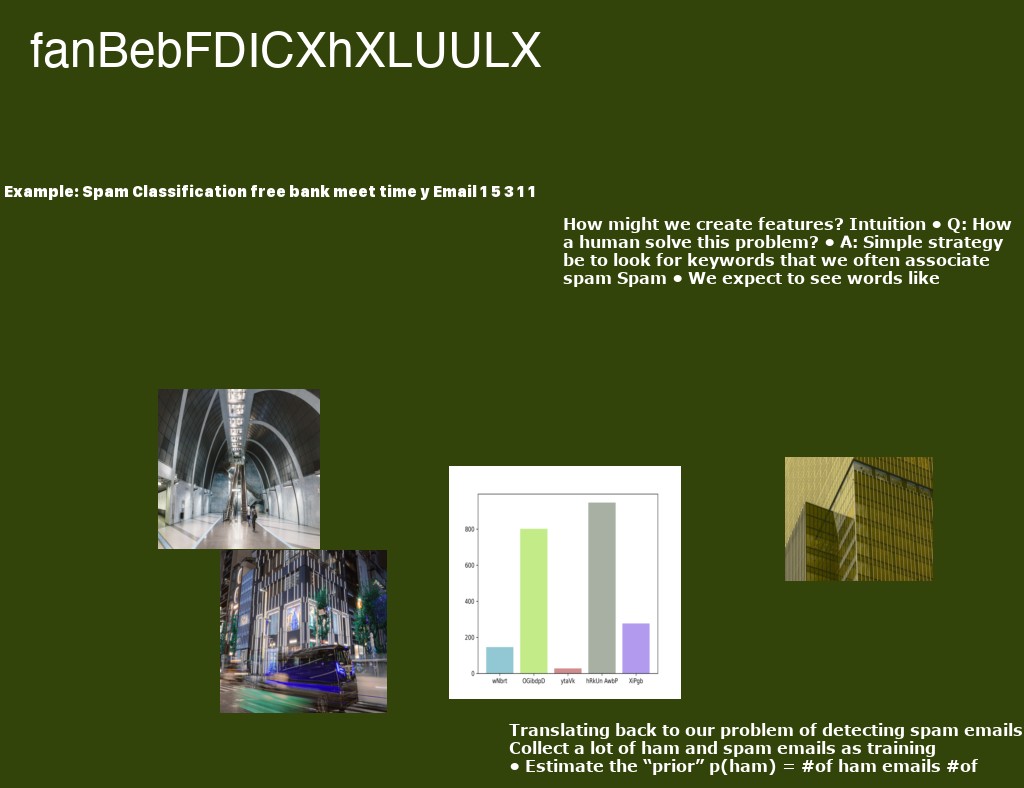 fanBebFDICXhXLUULX
Example: Spam Classification free bank meet time y Email 1 5 3 1 1
How might we create features? Intuition • Q: How
a human solve this problem? • A: Simple strategy
be to look for keywords that we often associate
spam Spam • We expect to see words like
800
600
400
200
0
wNbrt OGibdpD ytaVk hRkUn AwbP XiPgb
Translating back to our problem of detecting spam emails
Collect a lot of ham and spam emails as training
• Estimate the “prior” p(ham) = #of ham emails #of